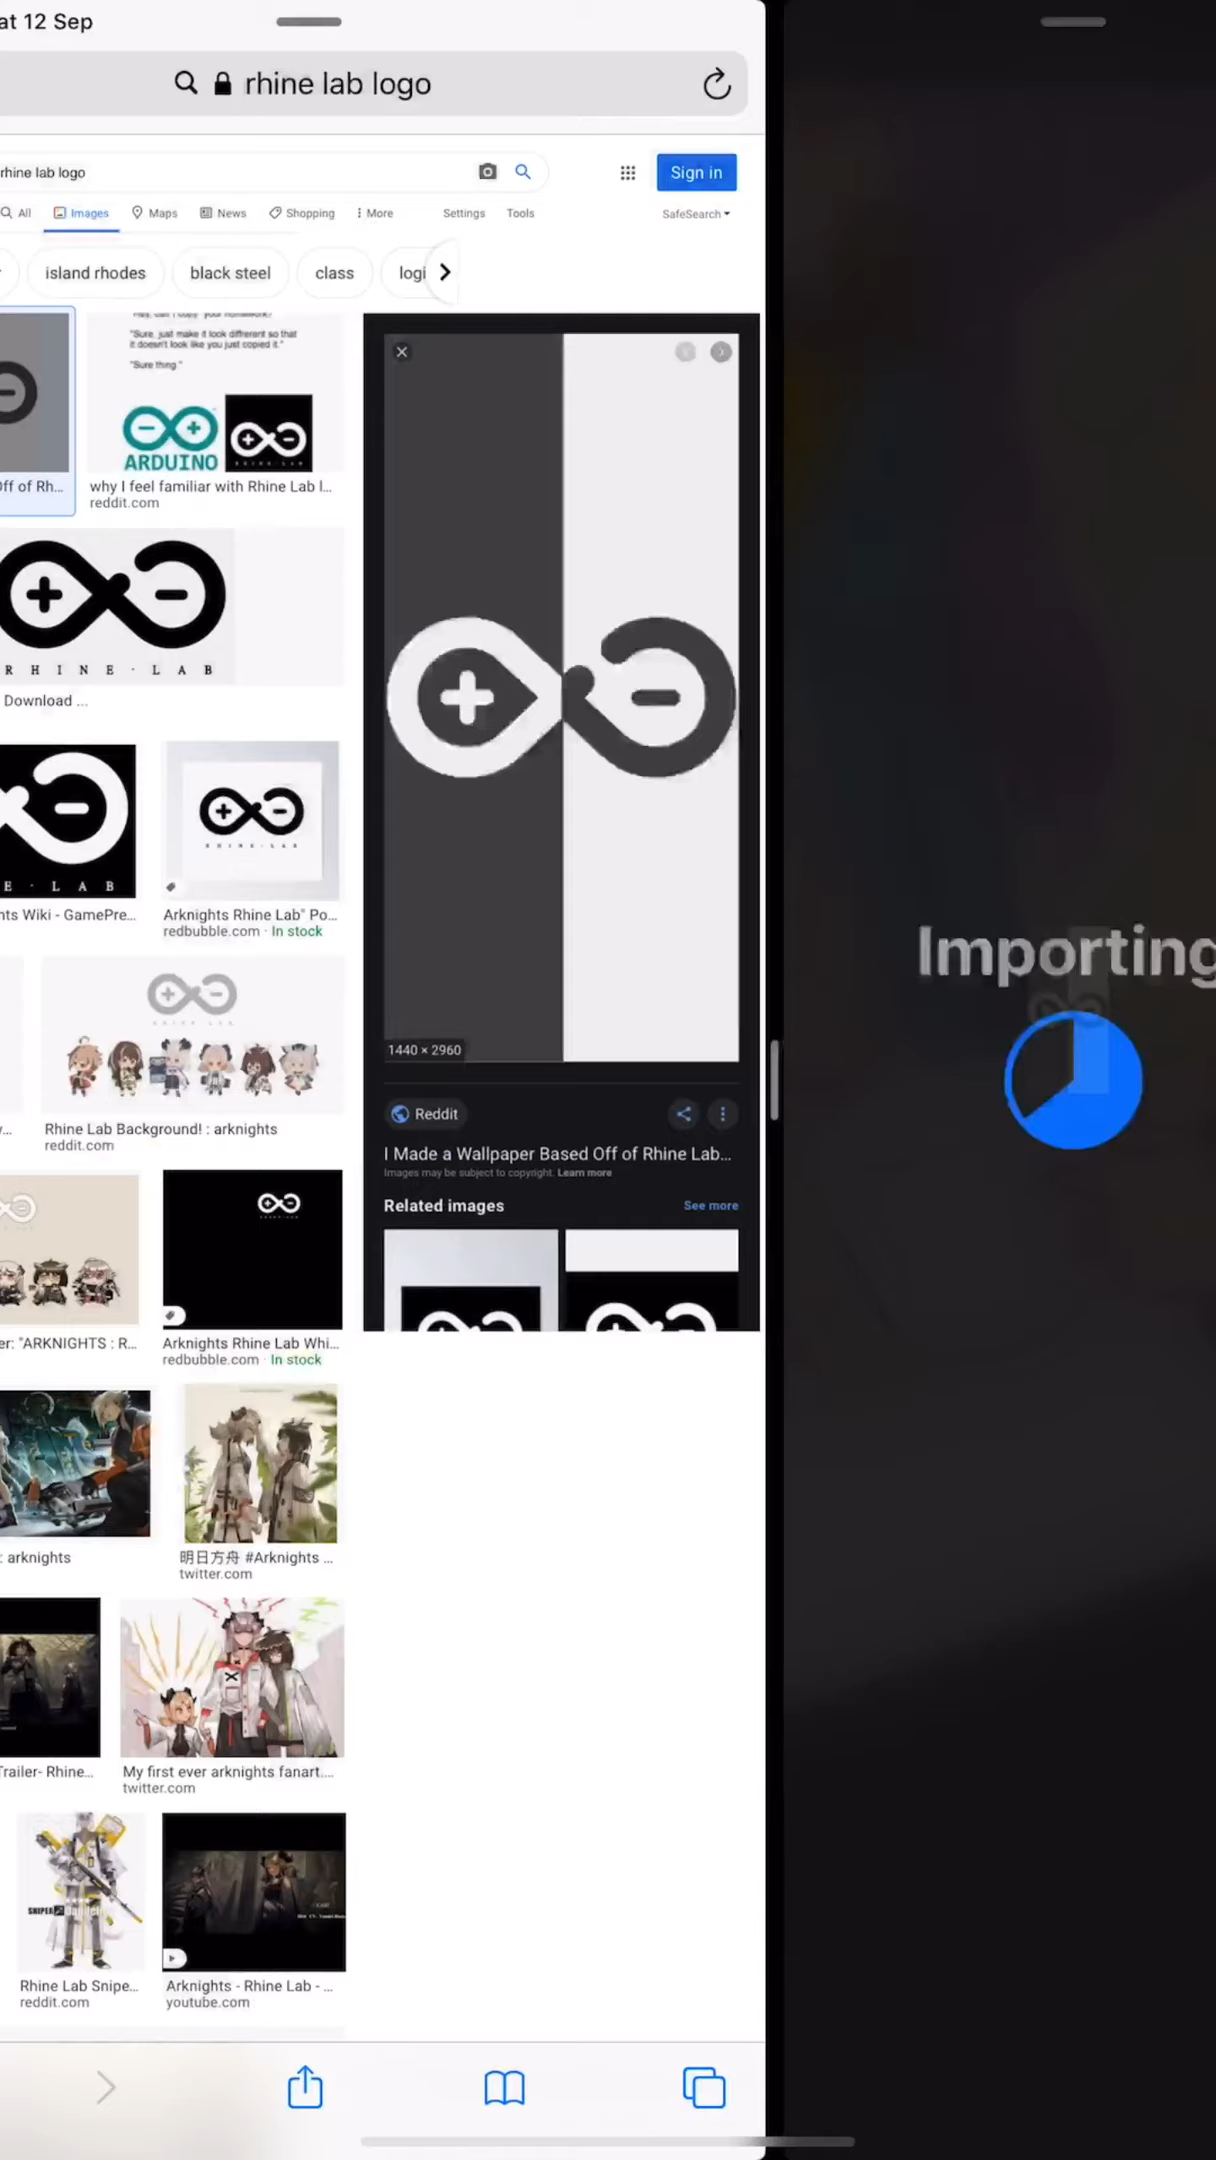 at 12 Sep
rhine lab logo
rhine lab logo
Sign in
All
Images
Maps
News
Shopping
More
Settings
Tools
SafeSearch
island rhodes
black steel
class
logi
"Sure, just make it look different so that
it doesn't look like you just copied it."
"Sure thing."
ARDUINO
Off of Rh...
why I feel familiar with Rhine Lab l...
reddit.com
RHINE·LAB
Download ...
E·LAB
RHINE·LAB
nts Wiki - GamePre...
Arknights Rhine Lab" Po...
redbubble.com · In stock
1440 × 2960
Reddit
I Made a Wallpaper Based Off of Rhine Lab...
Images may be subject to copyright. Learn more
Related images
See more
Rhine Lab Background! : arknights
reddit.com
er: "ARKNIGHTS : R...
Arknights Rhine Lab Whi...
redbubble.com · In stock
: arknights
明日方舟 #Arknights ...
twitter.com
Trailer- Rhine...
My first ever arknights fanart....
twitter.com
SNIPER
Rhine Lab Snipe...
reddit.com
Arknights - Rhine Lab - ...
youtube.com
Importing